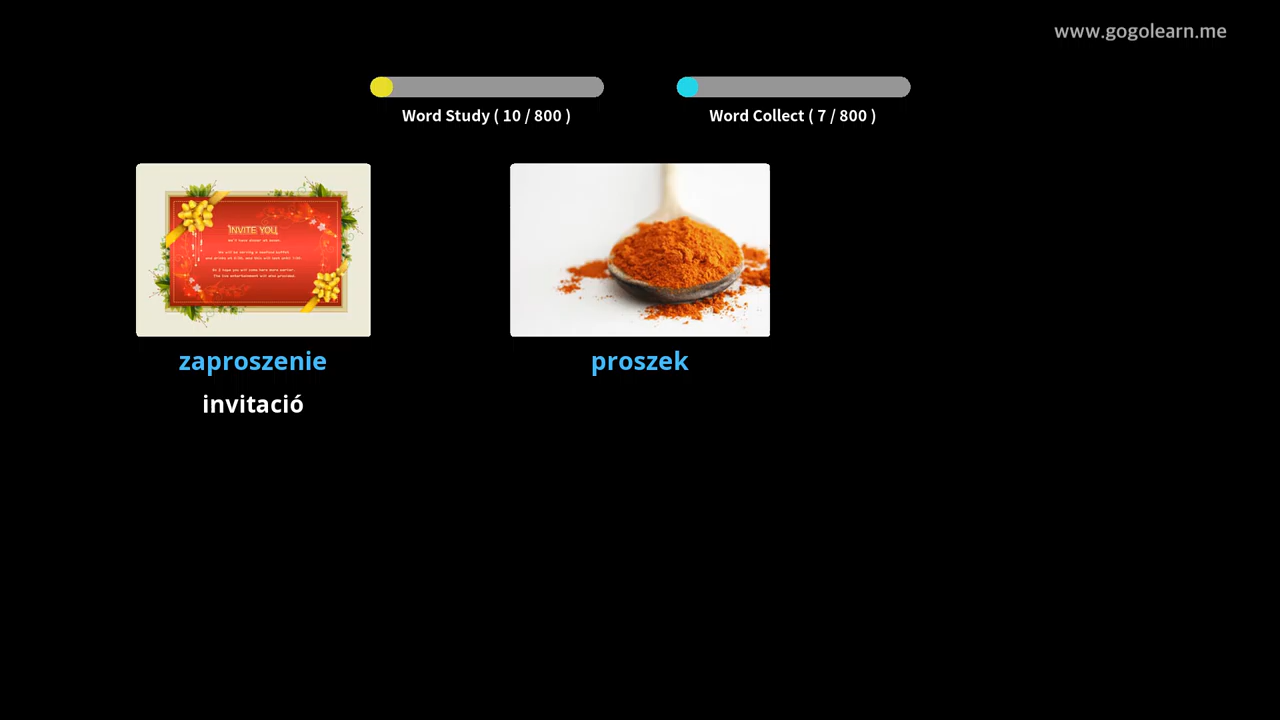 www.gogolearn.me
Word Study ( 10 / 800 )
Word Collect ( 7 / 800 )
INVITE YOU
zaproszenie
proszek
invitació